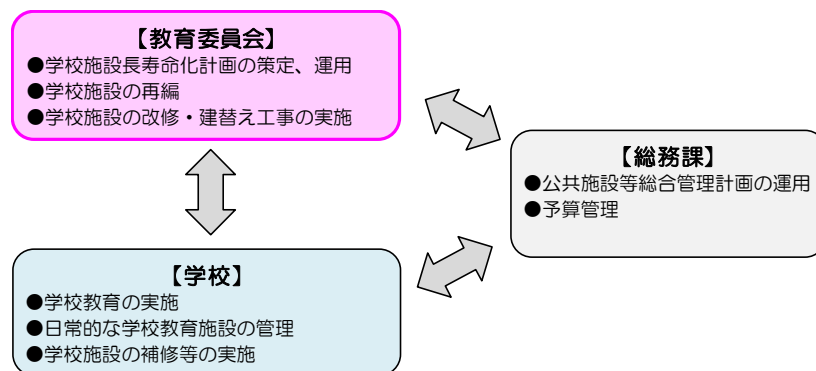 【教育委員会】
●学校施設長寿命化計画の策定、運用
●学校施設の再編
●学校施設の改修・建替え工事の実施
【総務課】
●公共施設等総合管理計画の運用
●予算管理
【学校】
●学校教育の実施
●日常的な学校教育施設の管理
●学校施設の補修等の実施